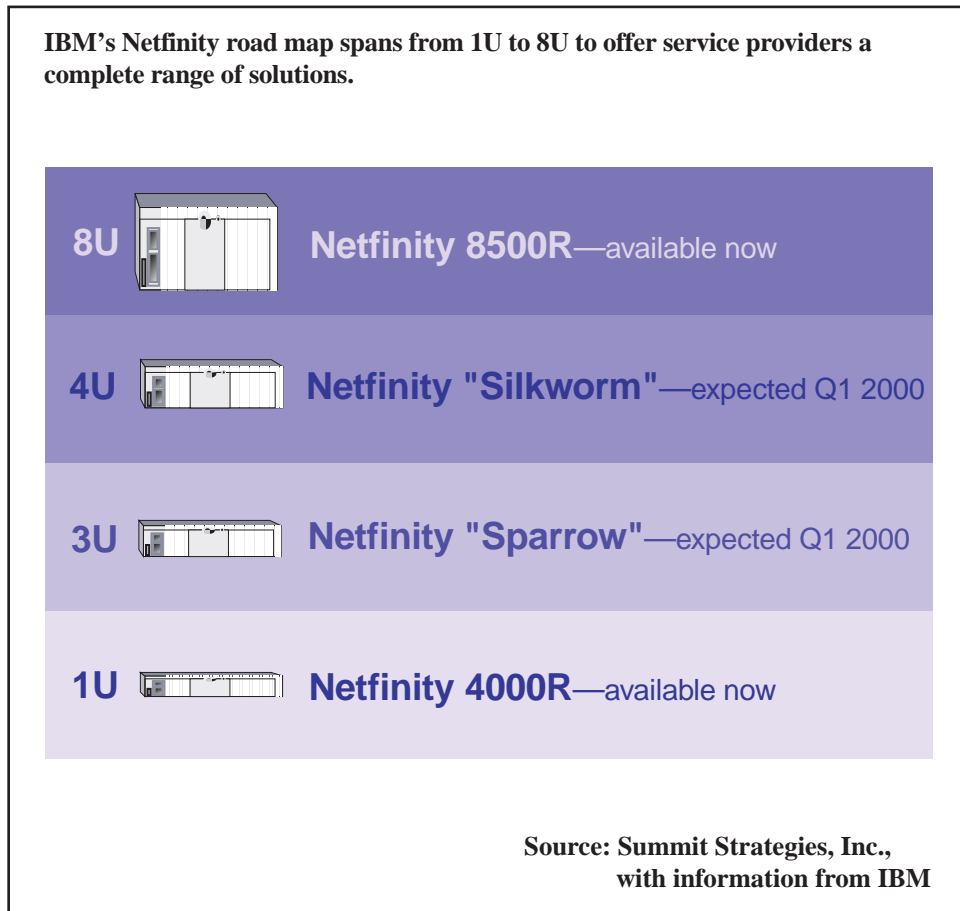 IBM’s Netfinity road map spans from 1U to 8U to offer service providers a
complete range of solutions.
8U Netfinity 8500R—available now
4U Netfinity "Silkworm"—expected Q1 2000
3U Netfinity "Sparrow"—expected Q1 2000
1U Netfinity 4000R—available now
Source: Summit Strategies, Inc.,
with information from IBM